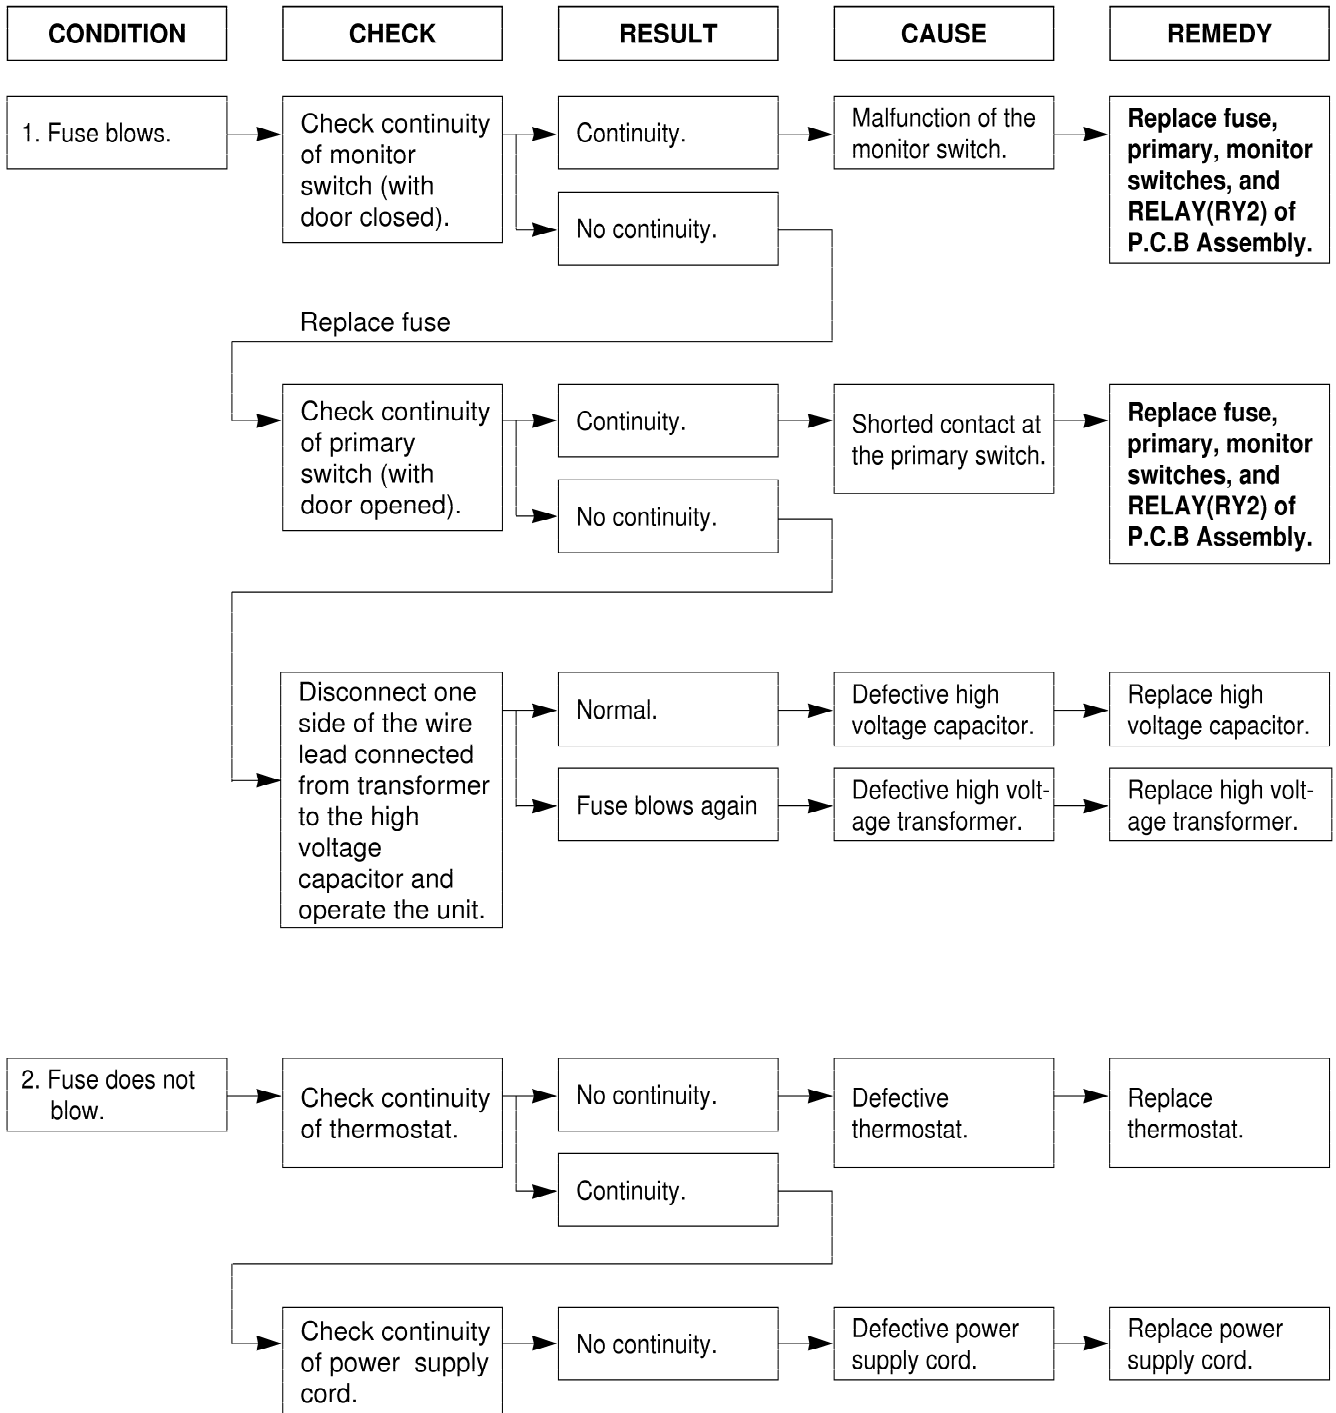 CONDITION
CHECK
RESULT
CAUSE
REMEDY
1. Fuse blows.
Check continuity
of monitor
switch (with
door closed).
Continuity.
Malfunction of the
monitor switch.
Replace fuse,
primary, monitor
switches, and
RELAY(RY2) of
P.C.B Assembly.
No continuity.
Replace fuse
Check continuity
of primary
switch (with
door opened).
Continuity.
Shorted contact at
the primary switch.
Replace fuse,
primary, monitor
switches, and
RELAY(RY2) of
P.C.B Assembly.
No continuity.
Disconnect one
side of the wire
lead connected
from transformer
to the high
voltage
capacitor and
operate the unit.
Normal.
Defective high
voltage capacitor.
Replace high
voltage capacitor.
Fuse blows again
Defective high volt-
age transformer.
Replace high volt-
age transformer.
2. Fuse does not
blow.
Check continuity
of thermostat.
No continuity.
Defective
thermostat.
Replace
thermostat.
Continuity.
Check continuity
of power supply
cord.
No continuity.
Defective power
supply cord.
Replace power
supply cord.